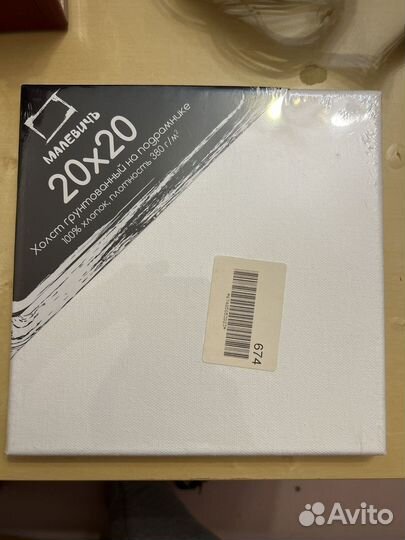 МАЛЕВИЧЪ
20x20
Холст грунтованный на подрамнике
100% хлопок, плотность 380 г/м²
674
Avito